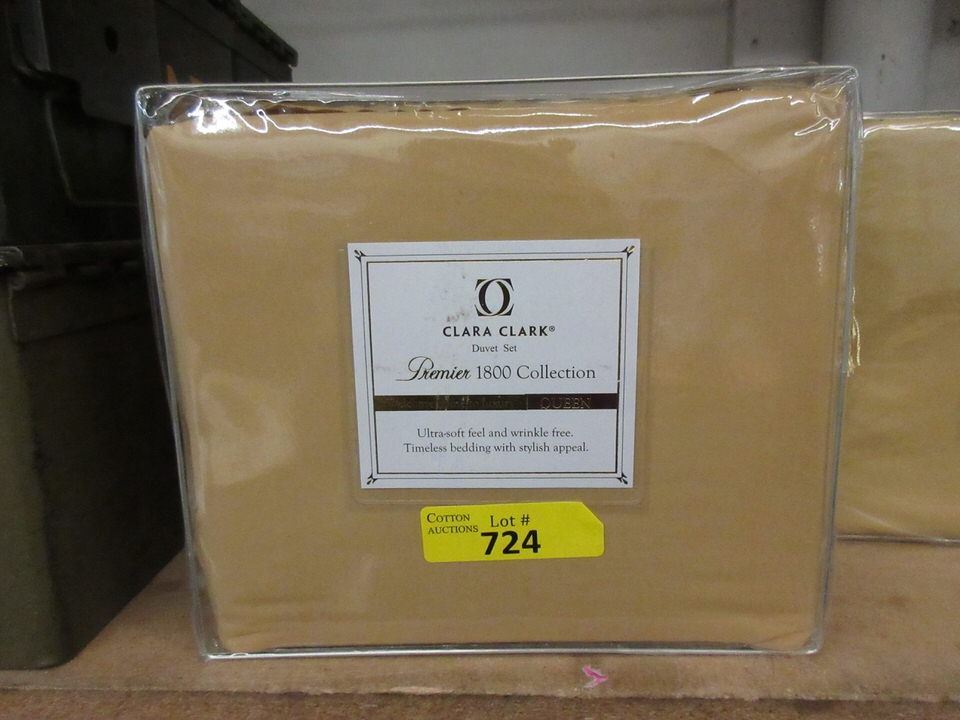 CLARA CLARK®
Duvet Set
Premier 1800 Collection
QUEEN
Ultra-soft feel and wrinkle free.
Timeless bedding with stylish appeal.
COTTON AUCTIONS
Lot #
724